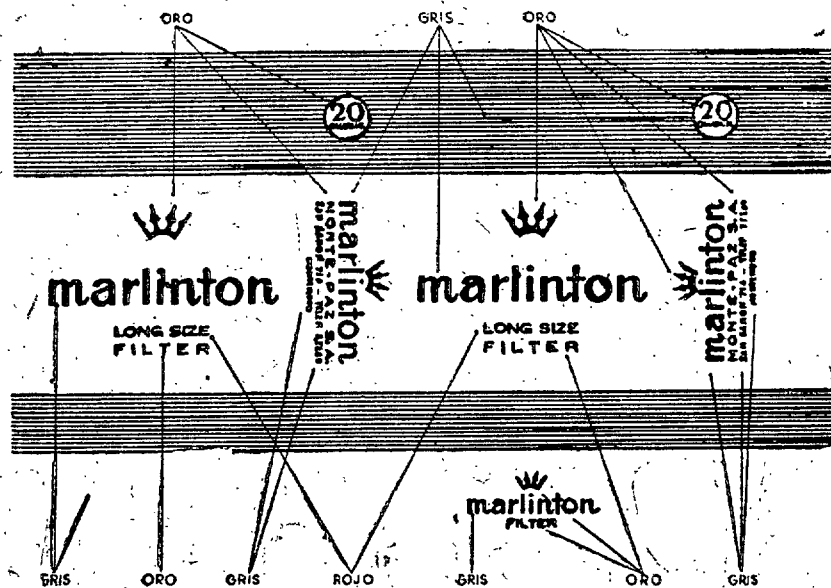 ORO
GRIS
ORO
20
20
marlinton
LONG SIZE
FILTER
marlinton
MONTE-PAZ S.A.
marlinton
LONG SIZE
FILTER
marlinton
MONTE-PAZ S.A.
marlinton
FILTER
GRIS
ORO
GRIS
ROJO
GRIS
ORO
GRIS